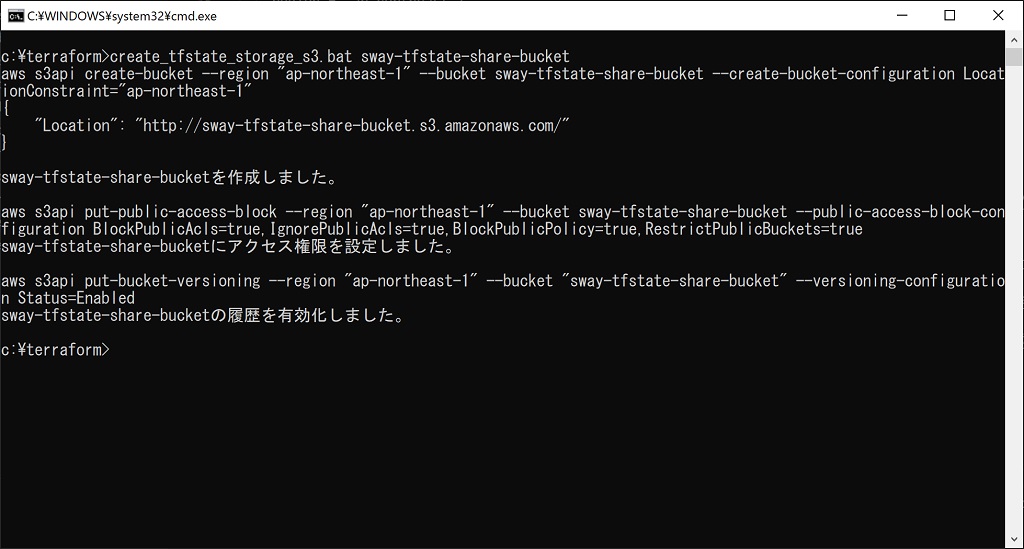 C:¥WINDOWS¥system32¥cmd.exe
c:¥terraform>create_tfstate_storage_s3.bat sway-tfstate-share-bucket
aws s3api create-bucket --region "ap-northeast-1" --bucket sway-tfstate-share-bucket --create-bucket-configuration Locat
ionConstraint="ap-northeast-1"
{
    "Location": "http://sway-tfstate-share-bucket.s3.amazonaws.com/"
}
sway-tfstate-share-bucketを作成しました。
aws s3api put-public-access-block --region "ap-northeast-1" --bucket sway-tfstate-share-bucket --public-access-block-con
figuration BlockPublicAcls=true,IgnorePublicAcls=true,BlockPublicPolicy=true,RestrictPublicBuckets=true
sway-tfstate-share-bucketにアクセス権限を設定しました。
aws s3api put-bucket-versioning --region "ap-northeast-1" --bucket "sway-tfstate-share-bucket" --versioning-configuratio
n Status=Enabled
sway-tfstate-share-bucketの履歴を有効化しました。
c:¥terraform>